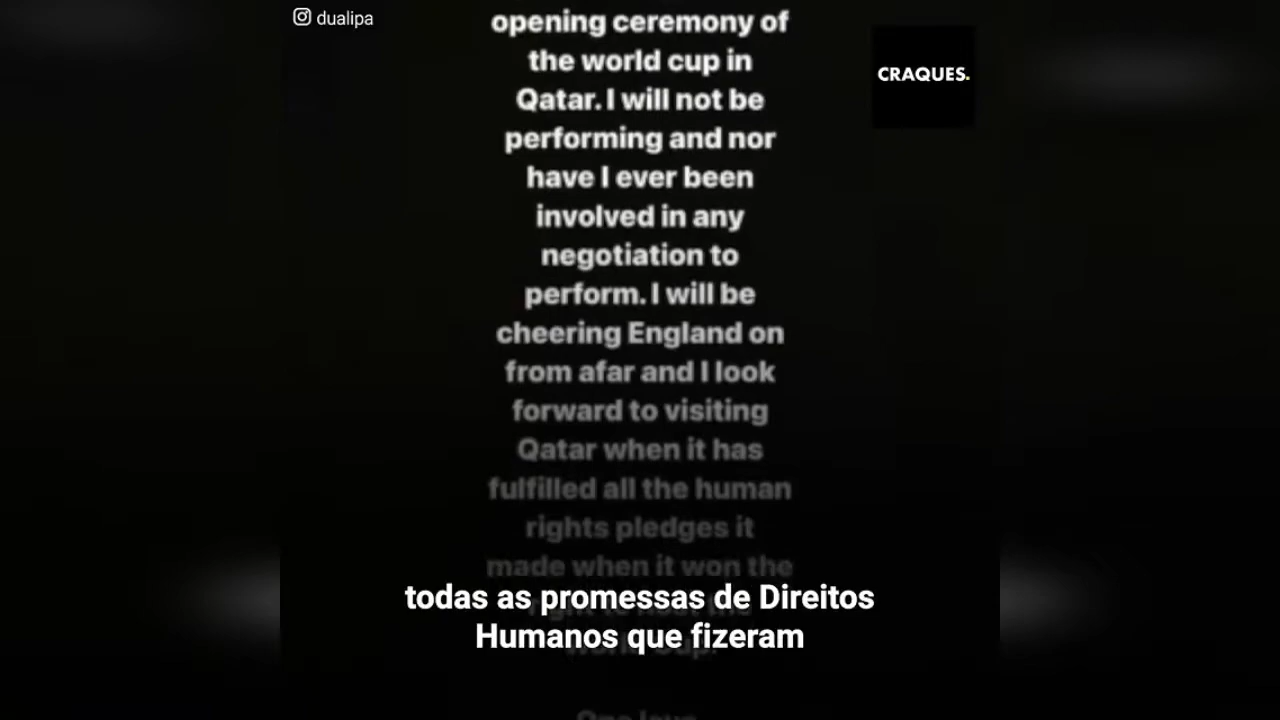 dualipa
CRAQUES.
opening ceremony of
the world cup in
Qatar. I will not be
performing and nor
have I ever been
involved in any
negotiation to
perform. I will be
cheering England on
from afar and I look
forward to visiting
Qatar when it has
fulfilled all the human
rights pledges it
made when it won the
todas as promessas de Direitos
Humanos que fizeram